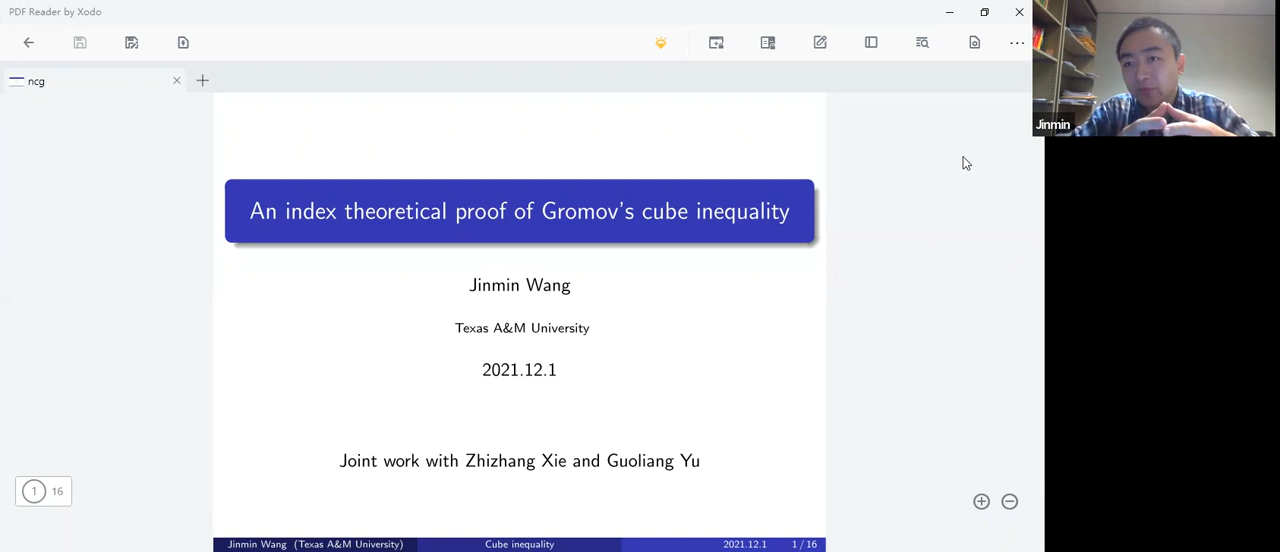 PDF Reader by Xodo
ncg
Jinmin
An index theoretical proof of Gromov's cube inequality
Jinmin Wang
Texas A&M University
2021.12.1
Joint work with Zhizhang Xie and Guoliang Yu
1 16
Jinmin Wang (Texas A&M University) Cube inequality 2021.12.1 1 / 16